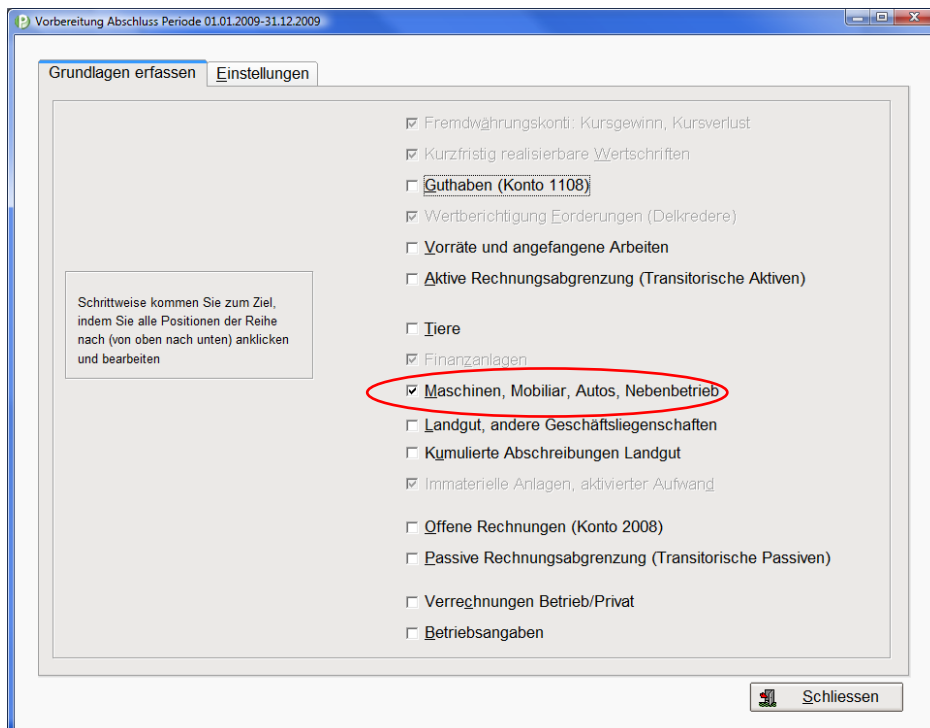 Vorbereitung Abschluss Periode 01.01.2009-31.12.2009
Grundlagen erfassen
Einstellungen
Fremdwährungskonti: Kursgewinn, Kursverlust
Kurzfristig realisierbare Wertschriften
Guthaben (Konto 1108)
Wertberichtigung Forderungen (Delkredere)
Vorräte und angefangene Arbeiten
Aktive Rechnungsabgrenzung (Transitorische Aktiven)
Schrittweise kommen Sie zum Ziel,
indem Sie alle Positionen der Reihe
nach (von oben nach unten) anklicken
und bearbeiten
Tiere
Finanzanlagen
Maschinen, Mobiliar, Autos, Nebenbetrieb
Landgut, andere Geschäftsliegenschaften
Kumulierte Abschreibungen Landgut
Immaterielle Anlagen, aktivierter Aufwand
Offene Rechnungen (Konto 2008)
Passive Rechnungsabgrenzung (Transitorische Passiven)
Verrechnungen Betrieb/Privat
Betriebsangaben
Schliessen